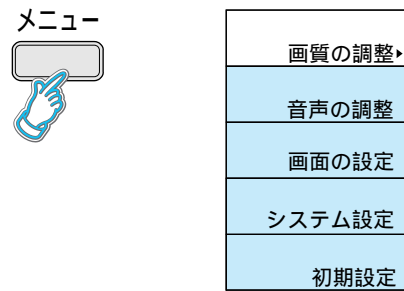 メニュー
画質の調整▸
音声の調整
画面の設定
システム設定
初期設定